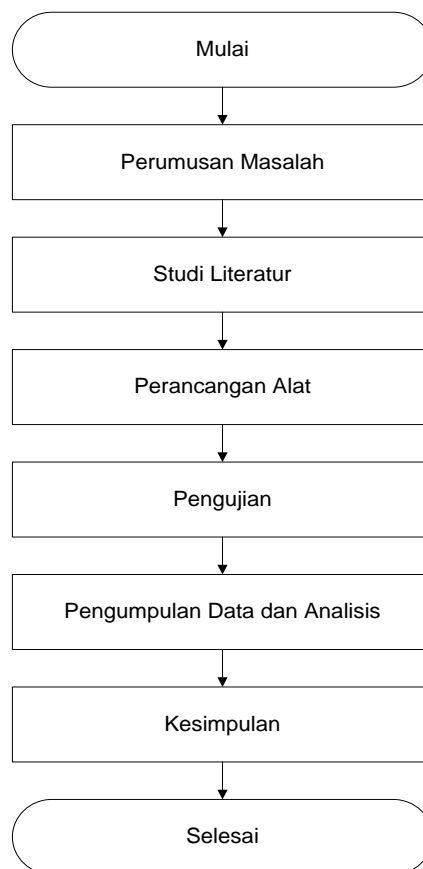 Mulai
Perumusan Masalah
Studi Literatur
Perancangan Alat
Pengujian
Pengumpulan Data dan Analisis
Kesimpulan
Selesai